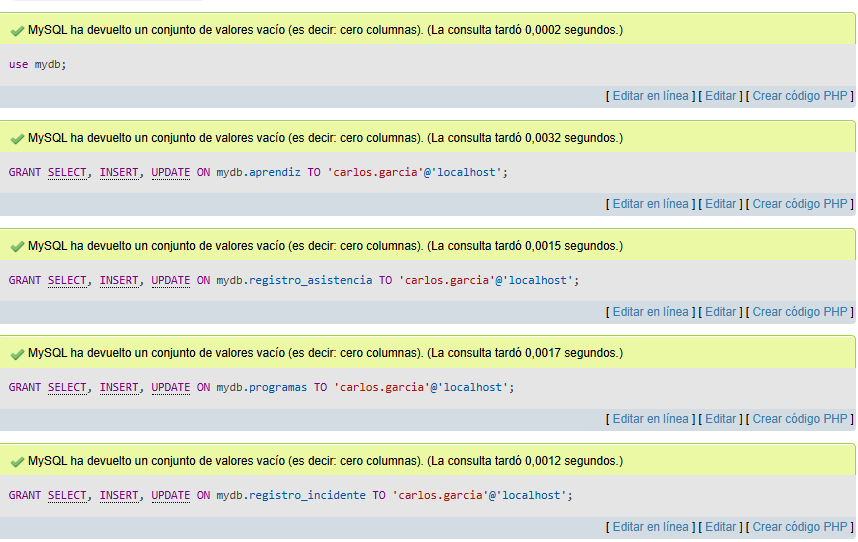 MySQL ha devuelto un conjunto de valores vacío (es decir: cero columnas). (La consulta tardó 0,0002 segundos.)
use mydb;
[ Editar en línea ] [ Editar ] [ Crear código PHP ]
MySQL ha devuelto un conjunto de valores vacío (es decir: cero columnas). (La consulta tardó 0,0032 segundos.)
GRANT SELECT, INSERT, UPDATE ON mydb.aprendiz TO 'carlos.garcia'@'localhost';
[ Editar en línea ] [ Editar ] [ Crear código PHP ]
MySQL ha devuelto un conjunto de valores vacío (es decir: cero columnas). (La consulta tardó 0,0015 segundos.)
GRANT SELECT, INSERT, UPDATE ON mydb.registro_asistencia TO 'carlos.garcia'@'localhost';
[ Editar en línea ] [ Editar ] [ Crear código PHP ]
MySQL ha devuelto un conjunto de valores vacío (es decir: cero columnas). (La consulta tardó 0,0017 segundos.)
GRANT SELECT, INSERT, UPDATE ON mydb.programas TO 'carlos.garcia'@'localhost';
[ Editar en línea ] [ Editar ] [ Crear código PHP ]
MySQL ha devuelto un conjunto de valores vacío (es decir: cero columnas). (La consulta tardó 0,0012 segundos.)
GRANT SELECT, INSERT, UPDATE ON mydb.registro_incidente TO 'carlos.garcia'@'localhost';
[ Editar en línea ] [ Editar ] [ Crear código PHP ]